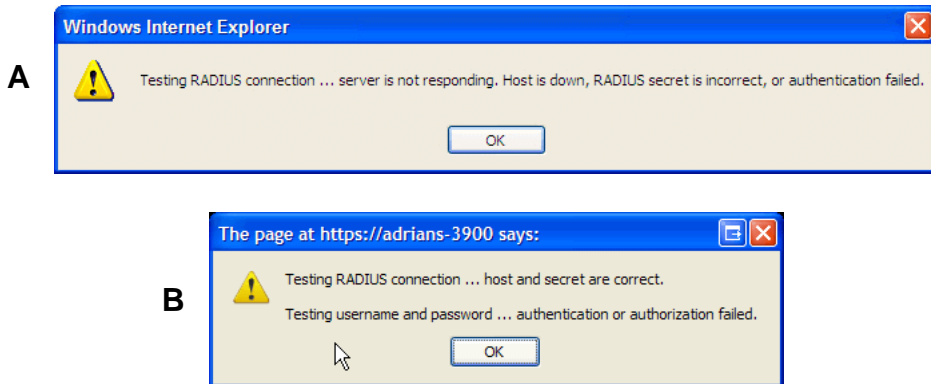 Windows Internet Explorer
A
Testing RADIUS connection ... server is not responding. Host is down, RADIUS secret is incorrect, or authentication failed.
OK
The page at https://adrians-3900 says:
B
Testing RADIUS connection ... host and secret are correct.
Testing username and password ... authentication or authorization failed.
OK